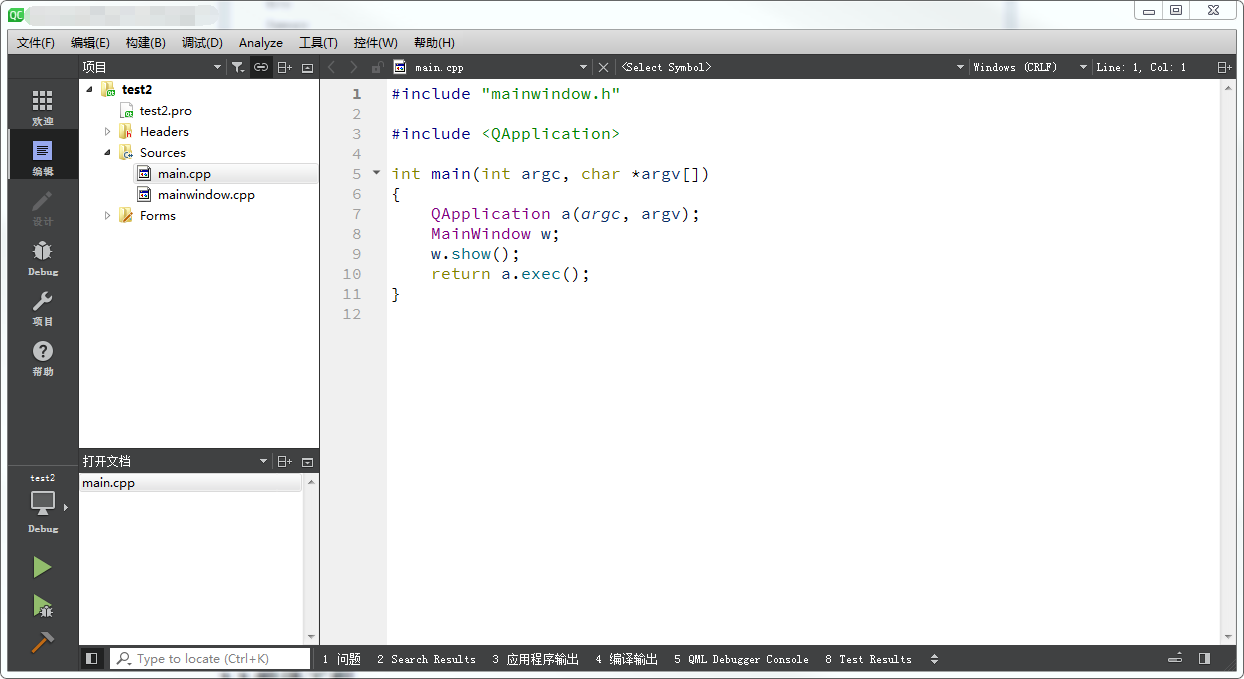 QC
文件(F) 编辑(E) 构建(B) 调试(D) Analyze 工具(T) 控件(W) 帮助(H)
项目 main.cpp <Select Symbol> Windows (CRLF) Line: 1, Col: 1
欢迎
编辑
设计
Debug
项目
帮助
test2
test2.pro
Headers
Sources
main.cpp
mainwindow.cpp
Forms
1 #include "mainwindow.h"
2
3 #include <QApplication>
4
5 int main(int argc, char *argv[])
6 {
7     QApplication a(argc, argv);
8     MainWindow w;
9     w.show();
10     return a.exec();
11 }
12
打开文档
main.cpp
test2
Debug
Type to locate (Ctrl+K) 1 问题 2 Search Results 3 应用程序输出 4 编译输出 5 QML Debugger Console 8 Test Results